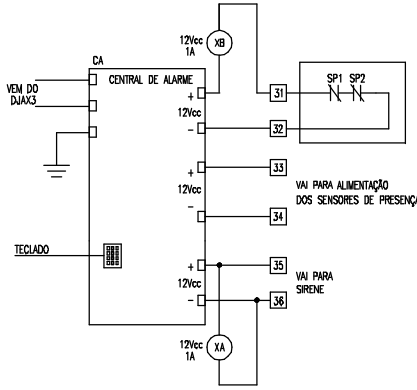 12Vcc
1A
XB
CA
CENTRAL DE ALARME
VEM DO
DJAX3
+
12Vcc
−
31
32
SP1 SP2
+
12Vcc
−
33
34
VAI PARA ALIMENTAÇÃO
DOS SENSORES DE PRESENÇA
TECLADO
+
12Vcc
−
35
36
VAI PARA
SIRENE
12Vcc
1A
XA